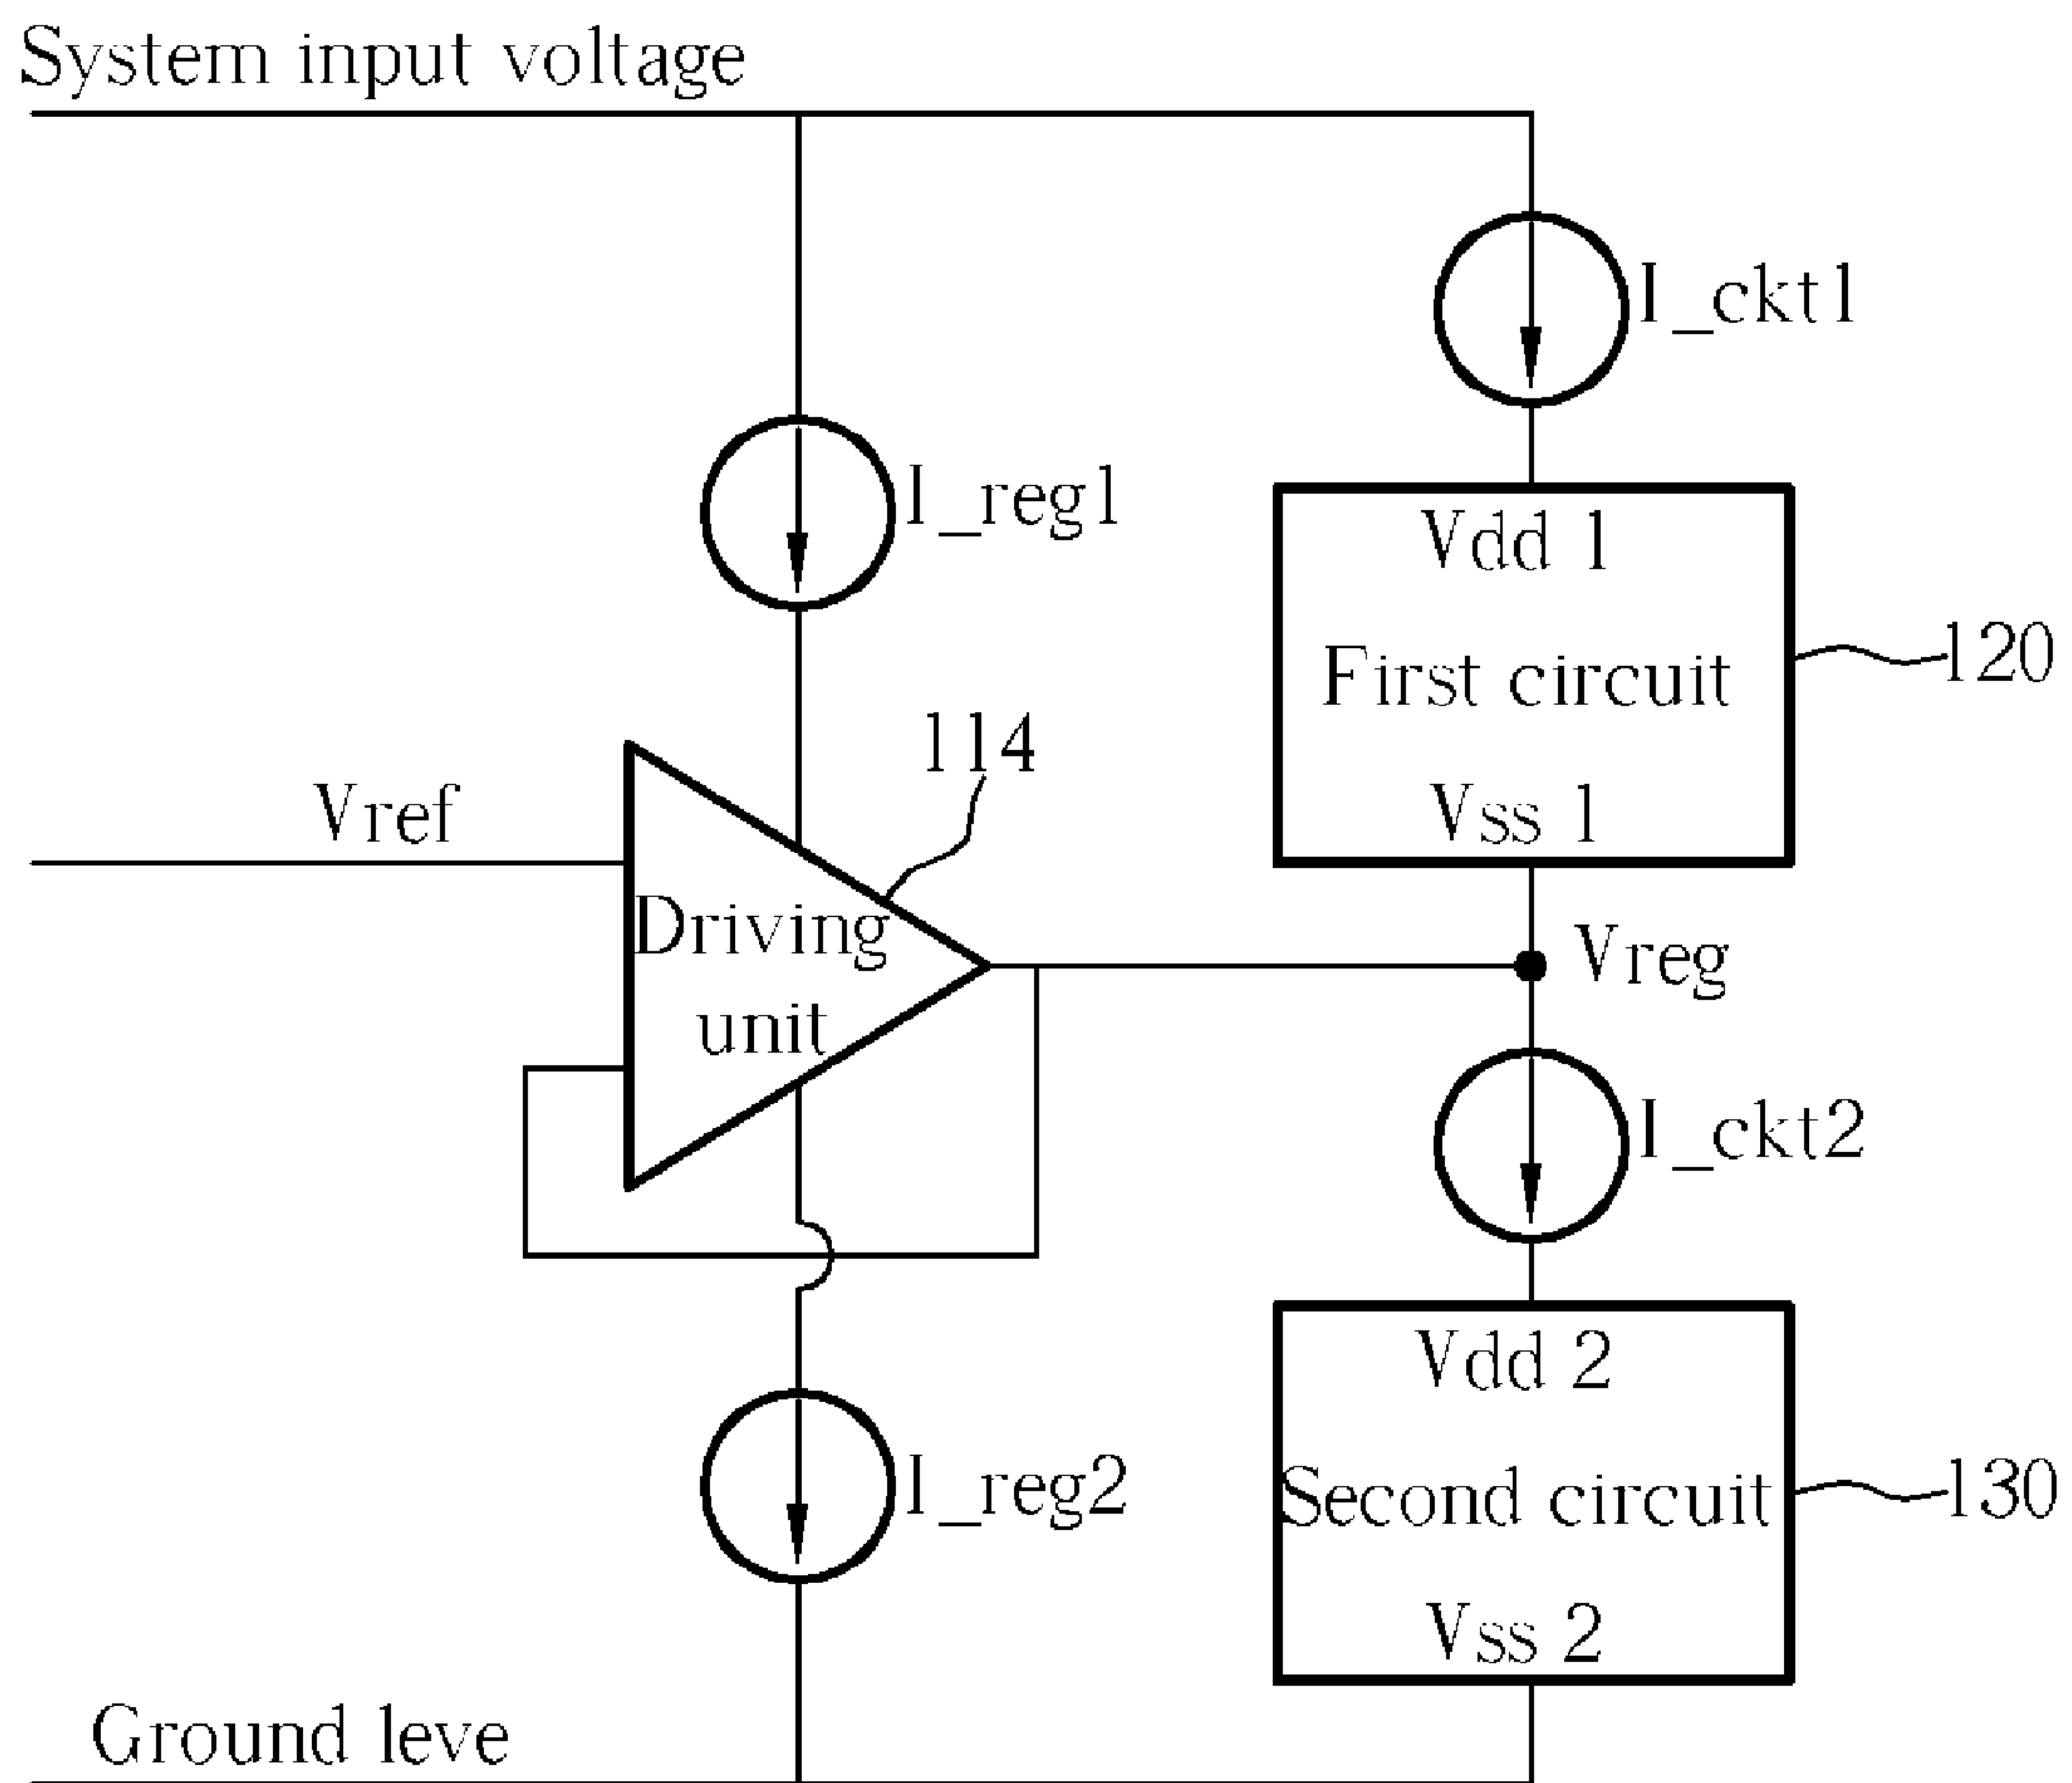 System input voltage
I_ckt1
I_reg1
Vdd 1
First circuit
120
Vss 1
114
Vref
Driving
unit
Vreg
I_ckt2
Vdd 2
I_reg2
Second circuit
130
Vss 2
Ground leve